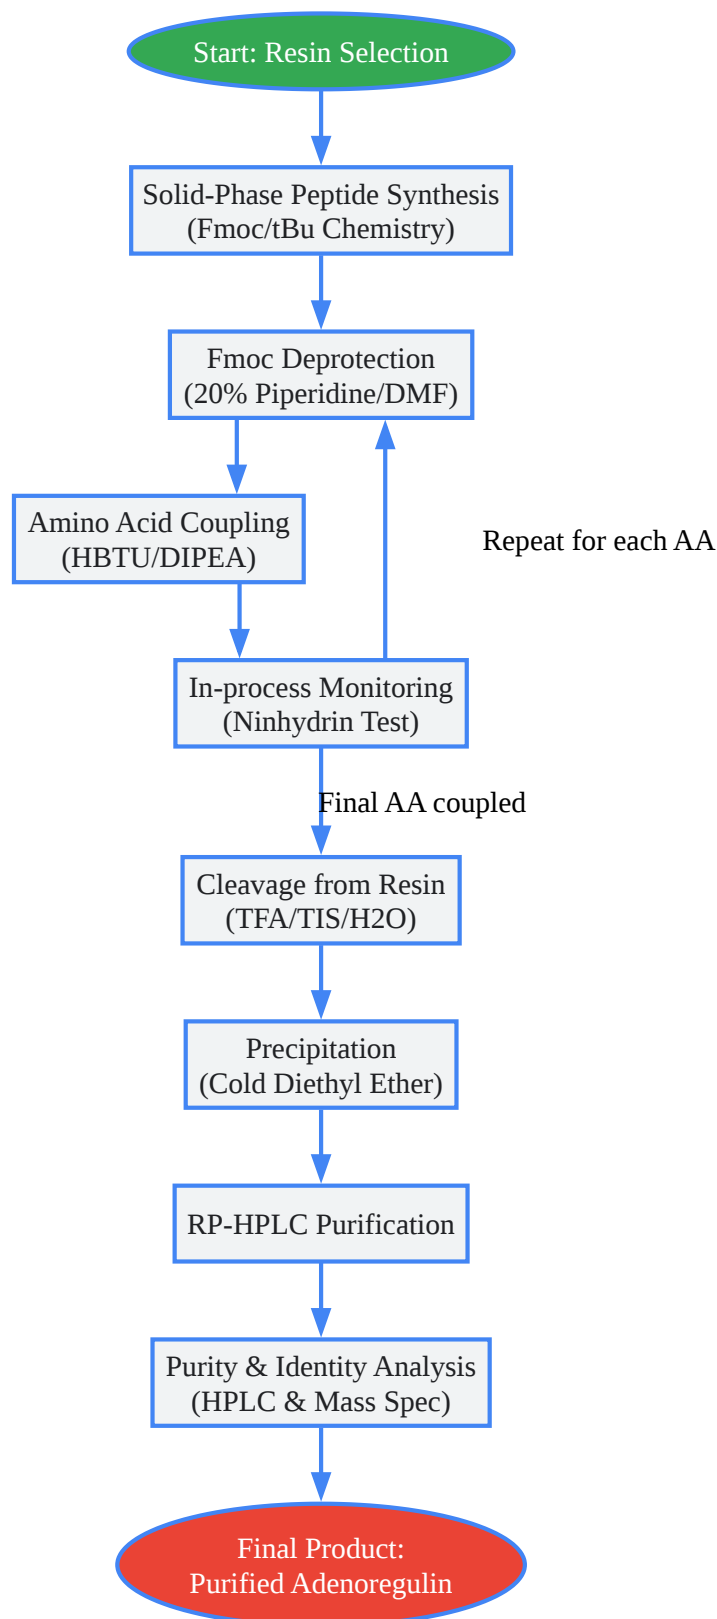 Start: Resin Selection
Solid-Phase Peptide Synthesis
(Fmoc/tBu Chemistry)
Fmoc Deprotection
(20% Piperidine/DMF)
Amino Acid Coupling
(HBTU/DIPEA)
Repeat for each AA
In-process Monitoring
(Ninhydrin Test)
Final AA coupled
Cleavage from Resin
(TFA/TIS/H2O)
Precipitation
(Cold Diethyl Ether)
RP-HPLC Purification
Purity & Identity Analysis
(HPLC & Mass Spec)
Final Product:
Purified Adenoregulin